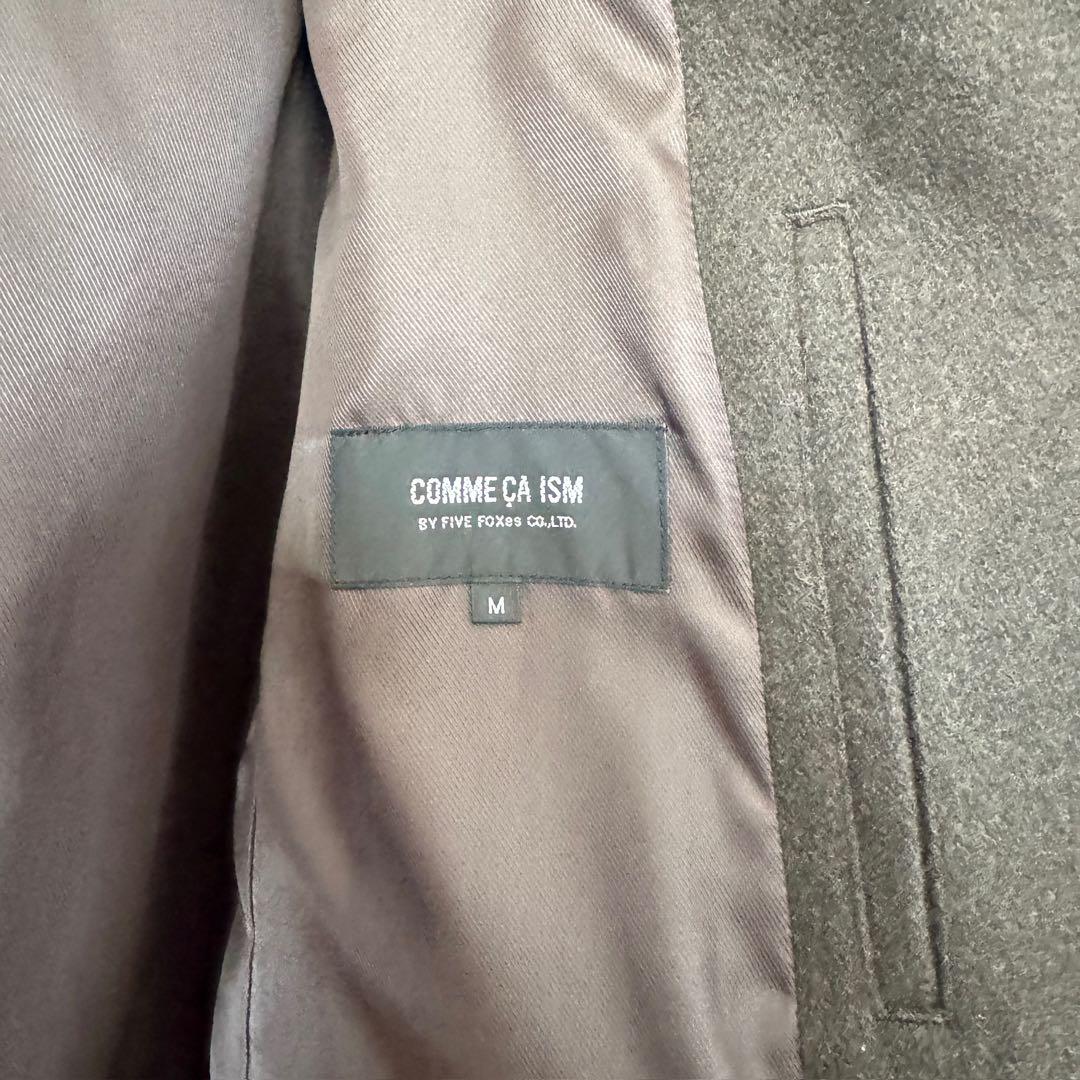 COMME ÇA ISM
BY FIVE FOXes CO.,LTD.
M